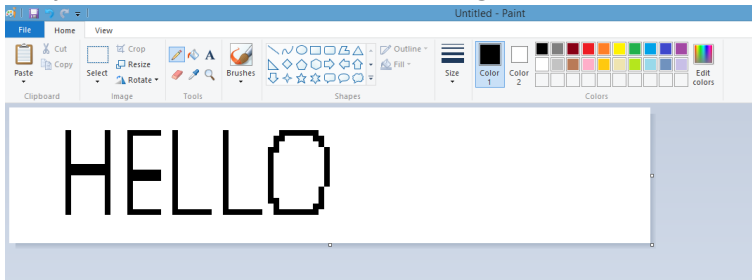 Untitled - Paint
File Home View
Paste
Cut
Copy
Clipboard
Select
Crop
Resize
Rotate
Image
A
Tools
Brushes
Outline
Fill
Shapes
Size
Color
1
Color
2
Edit
colors
Colors
HELLO